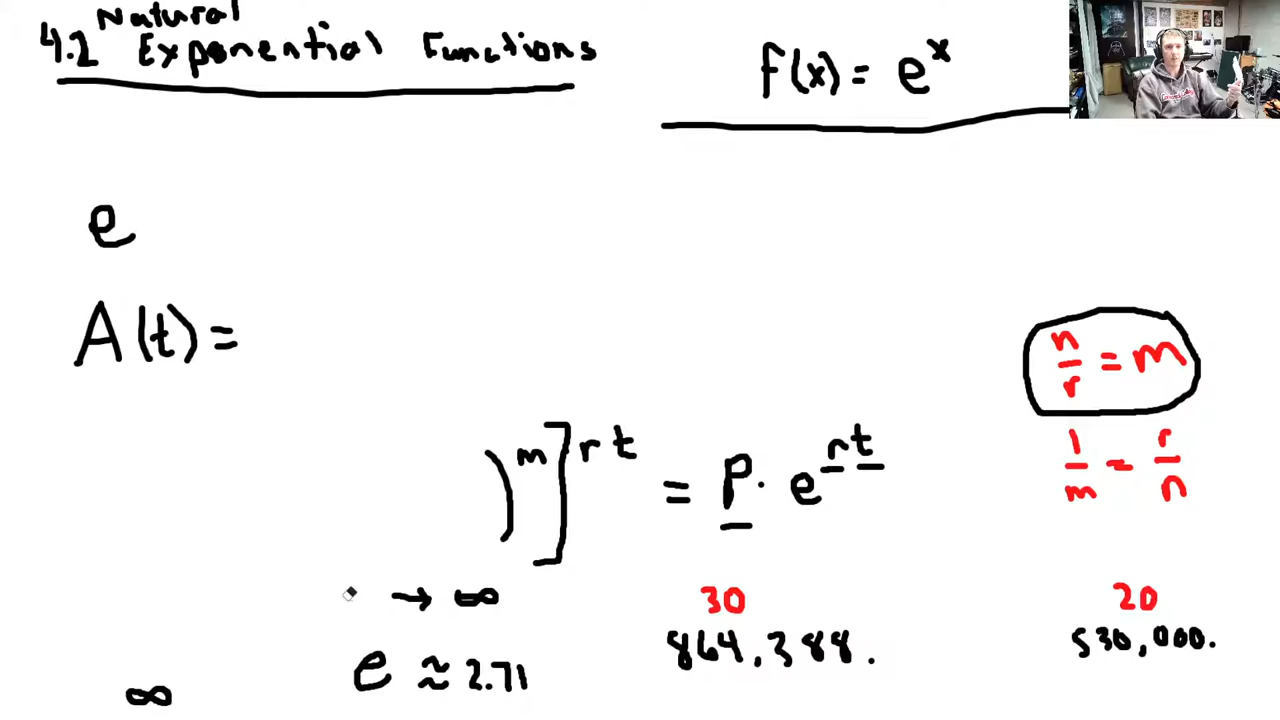 Natural
4.2 Exponential Functions
f(x) = e^x
e
A(t) =
n/r = m
1/m = r/n
)^m]^rt = P · e^rt
→ ∞
30
20
864,388.
530,000.
e ≈ 2.71
∞